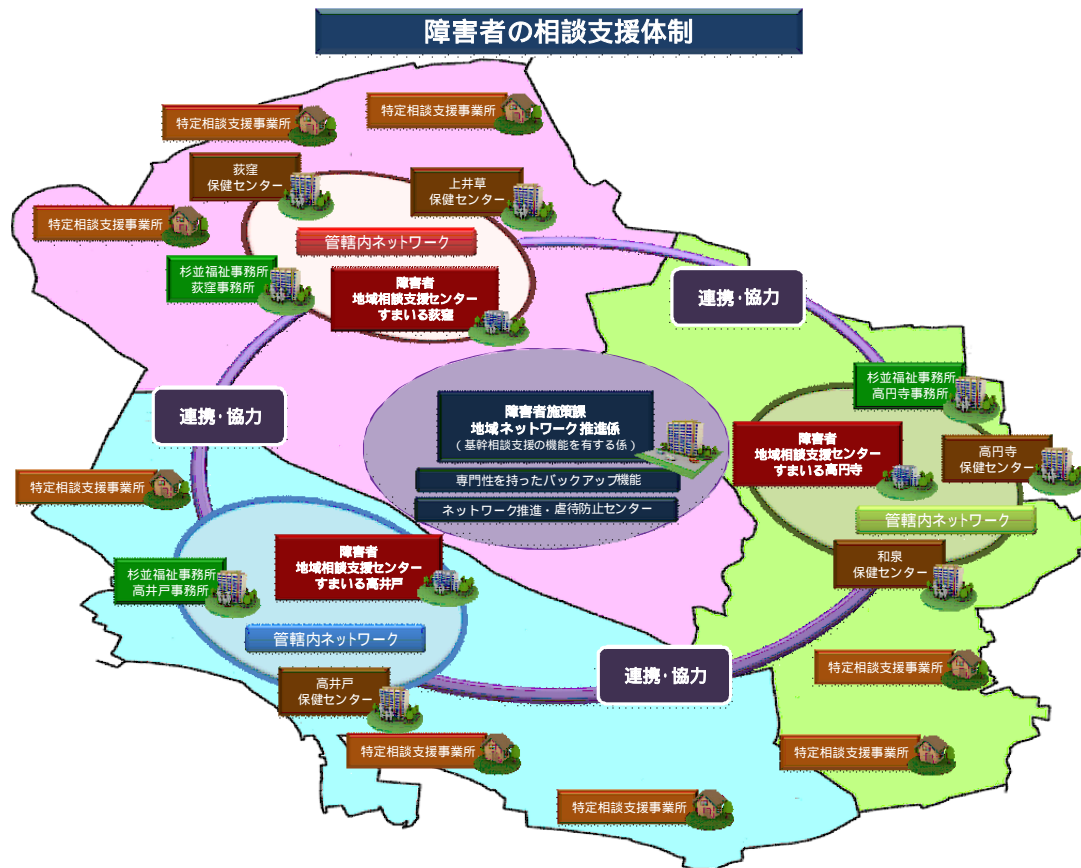 障害者の相談支援体制
特定相談支援事業所
特定相談支援事業所
荻窪
保健センター
上井草
保健センター
特定相談支援事業所
管轄内ネットワーク
杉並福祉事務所
荻窪事務所
障害者
地域相談支援センター
すまいる荻窪
連携・協力
連携・協力
杉並福祉事務所
高円寺事務所
障害者施策課
地域ネットワーク推進係
(基幹相談支援の機能を有する係)
専門性を持ったバックアップ機能
ネットワーク推進・虐待防止センター
障害者
地域相談支援センター
すまいる高円寺
高円寺
保健センター
管轄内ネットワーク
和泉
保健センター
特定相談支援事業所
杉並福祉事務所
高井戸事務所
障害者
地域相談支援センター
すまいる高井戸
管轄内ネットワーク
高井戸
保健センター
連携・協力
特定相談支援事業所
特定相談支援事業所
特定相談支援事業所
特定相談支援事業所